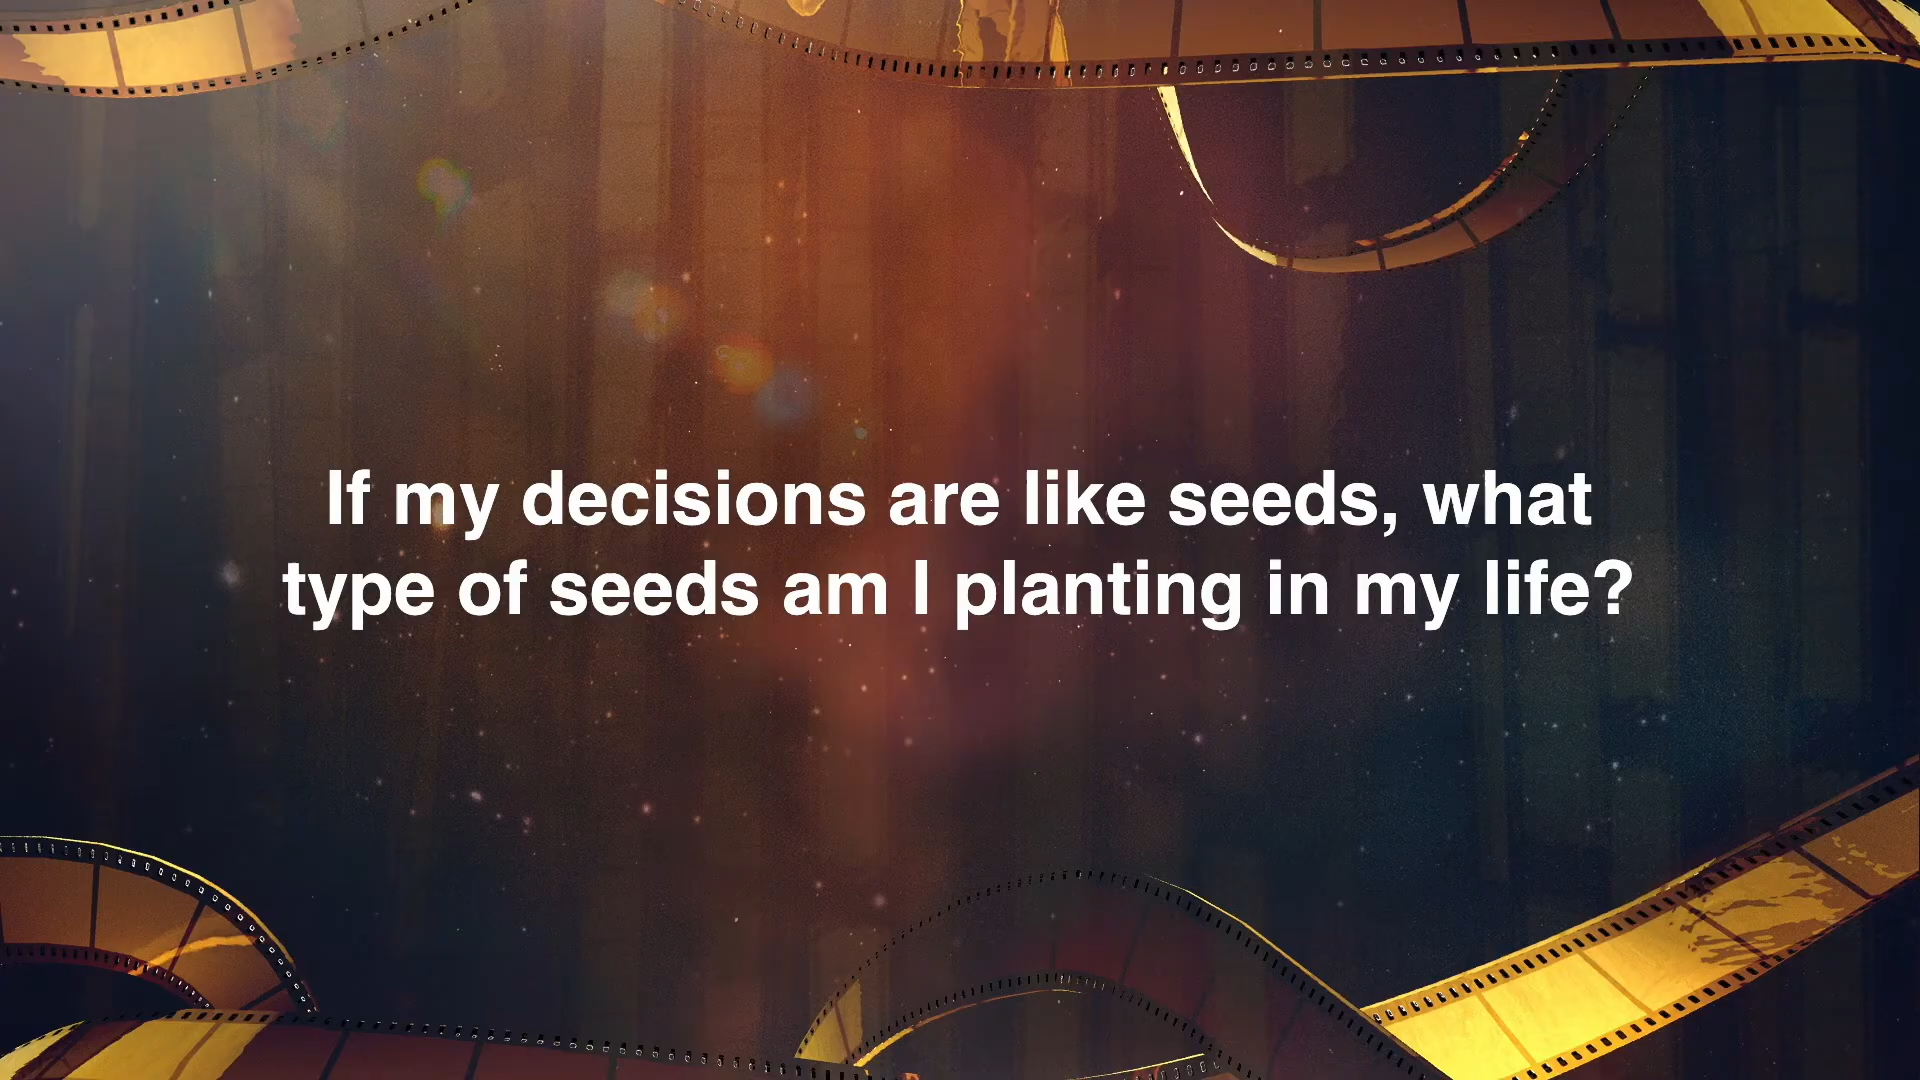 If my decisions are like seeds, what
type of seeds am I planting in my life?